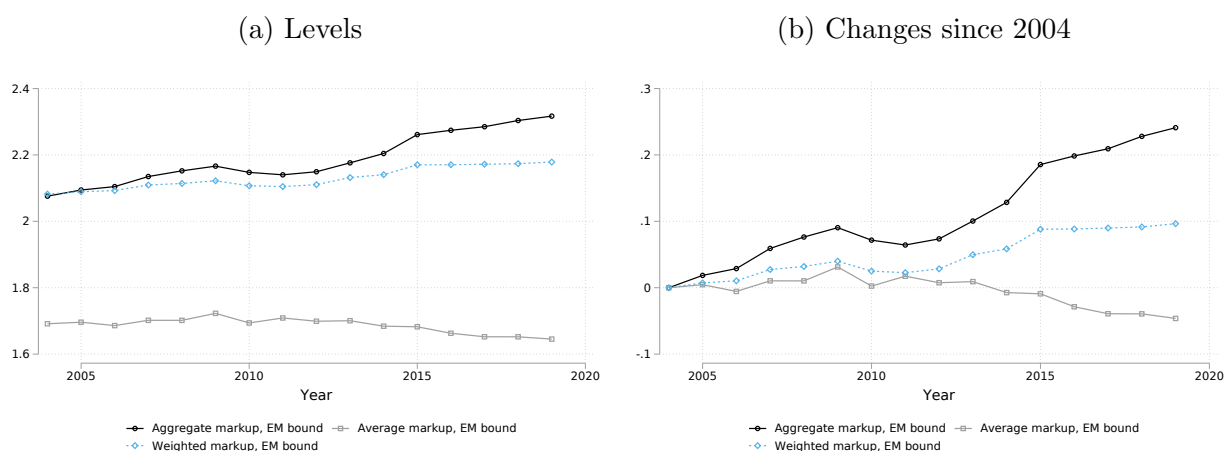 (a) Levels
2.4
2.2
2
1.8
1.6
2005 2010 2015 2020
Year
Aggregate markup, EM bound Average markup, EM bound
Weighted markup, EM bound
(b) Changes since 2004
.3
.2
.1
0
-.1
2005 2010 2015 2020
Year
Aggregate markup, EM bound Average markup, EM bound
Weighted markup, EM bound